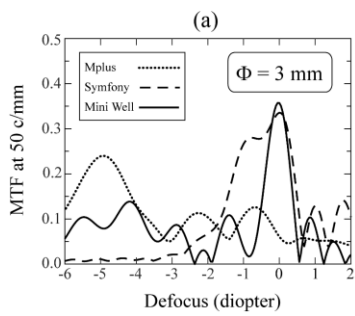 (a)
MTF at 50 c/mm
0.5
0.4
0.3
0.2
0.1
0.0
Mplus
Symfony
Mini Well
Φ = 3 mm
-6 -5 -4 -3 -2 -1 0 1 2
Defocus (diopter)